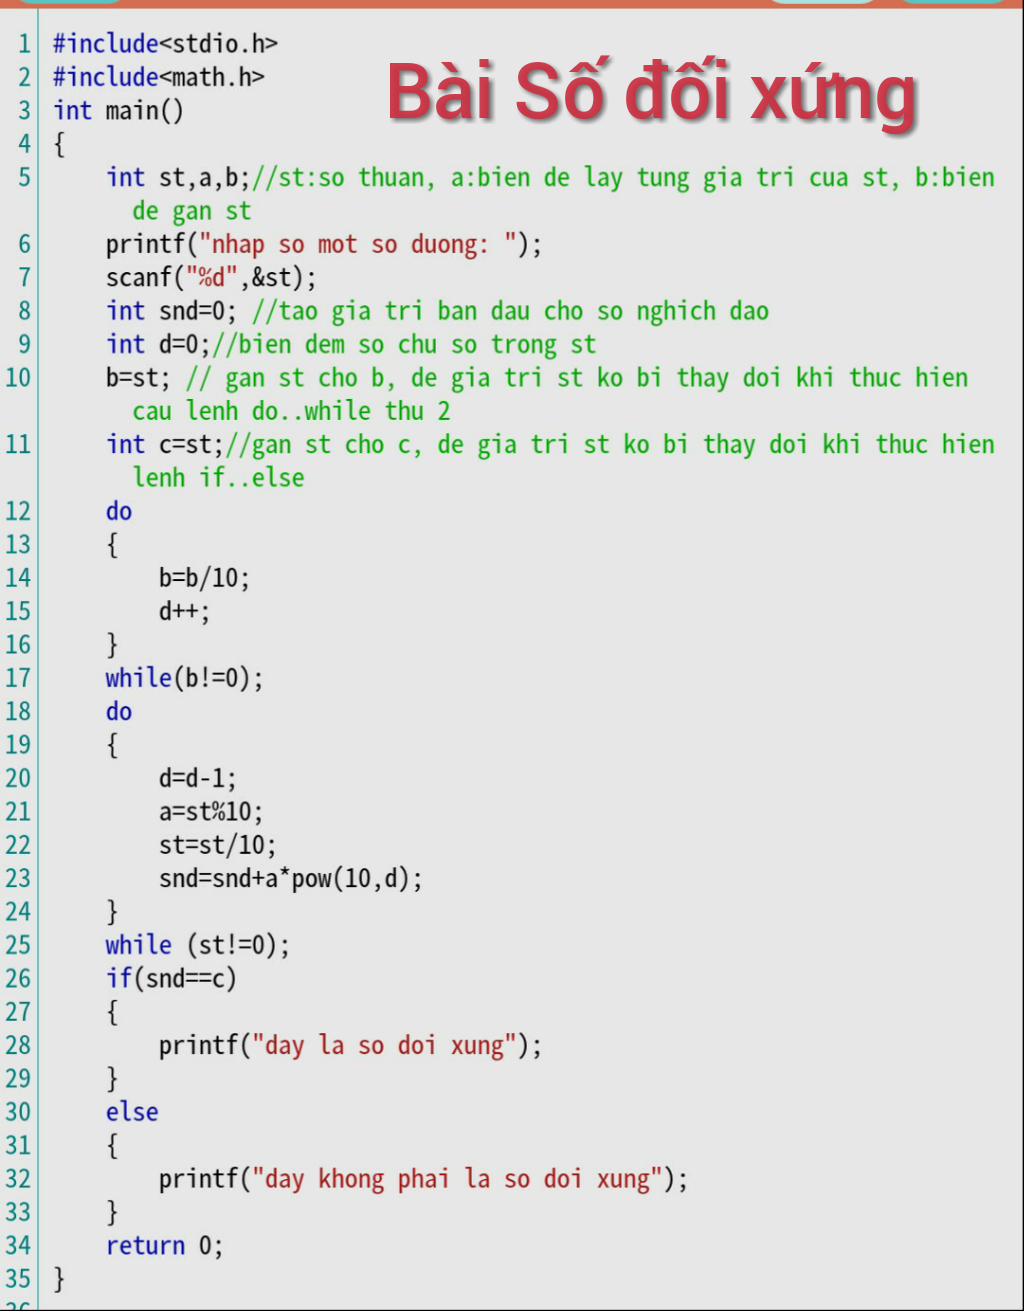 Bài Số đối xứng
1 #include<stdio.h>
2 #include<math.h>
3 int main()
4 {
5 int st,a,b;//st:so thuan, a:bien de lay tung gia tri cua st, b:bien
de gan st
6 printf("nhap so mot so duong: ");
7 scanf("%d",&st);
8 int snd=0; //tao gia tri ban dau cho so nghich dao
9 int d=0;//bien dem so chu so trong st
10 b=st; // gan st cho b, de gia tri st ko bi thay doi khi thuc hien
cau lenh do..while thu 2
11 int c=st;//gan st cho c, de gia tri st ko bi thay doi khi thuc hien
lenh if..else
12 do
13 {
14 b=b/10;
15 d++;
16 }
17 while(b!=0);
18 do
19 {
20 d=d-1;
21 a=st%10;
22 st=st/10;
23 snd=snd+a*pow(10,d);
24 }
25 while (st!=0);
26 if(snd==c)
27 {
28 printf("day la so doi xung");
29 }
30 else
31 {
32 printf("day khong phai la so doi xung");
33 }
34 return 0;
35 }